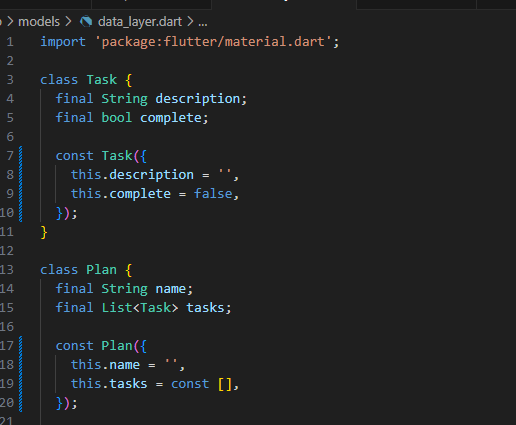 > models > data_layer.dart > ...
1 import 'package:flutter/material.dart';
2
3 class Task {
4 final String description;
5 final bool complete;
6
7 const Task({
8 this.description = '',
9 this.complete = false,
10 });
11 }
12
13 class Plan {
14 final String name;
15 final List<Task> tasks;
16
17 const Plan({
18 this.name = '',
19 this.tasks = const [],
20 });
21